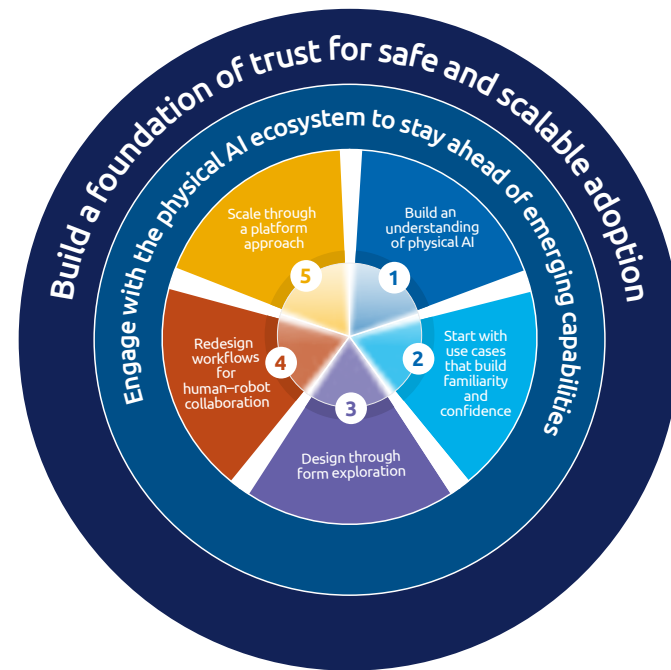 Build a foundation of trust for safe and scalable adoption
Engage with the physical AI ecosystem to stay ahead of emerging capabilities
1
Build an
understanding
of physical AI
2
Start with
use cases
that build
familiarity
and
confidence
3
Design through
form exploration
4
Redesign
workflows
for
human–robot
collaboration
5
Scale through
a platform
approach